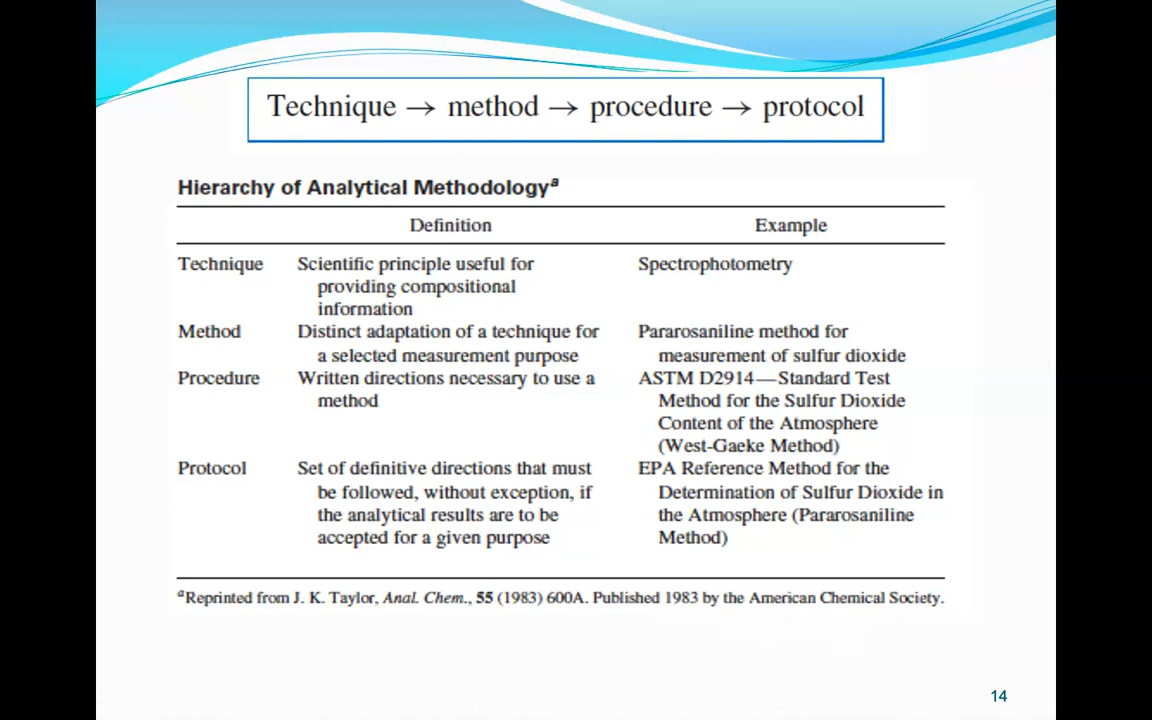 Technique → method → procedure → protocol
Hierarchy of Analytical Methodologyᵃ
Definition Example
Technique Scientific principle useful for Spectrophotometry
providing compositional
information
Method Distinct adaptation of a technique for Pararosaniline method for
a selected measurement purpose measurement of sulfur dioxide
Procedure Written directions necessary to use a ASTM D2914—Standard Test
method Method for the Sulfur Dioxide
Content of the Atmosphere
(West-Gaeke Method)
Protocol Set of definitive directions that must EPA Reference Method for the
be followed, without exception, if Determination of Sulfur Dioxide in
the analytical results are to be the Atmosphere (Pararosaniline
accepted for a given purpose Method)
ᵃReprinted from J. K. Taylor, Anal. Chem., 55 (1983) 600A. Published 1983 by the American Chemical Society.
14